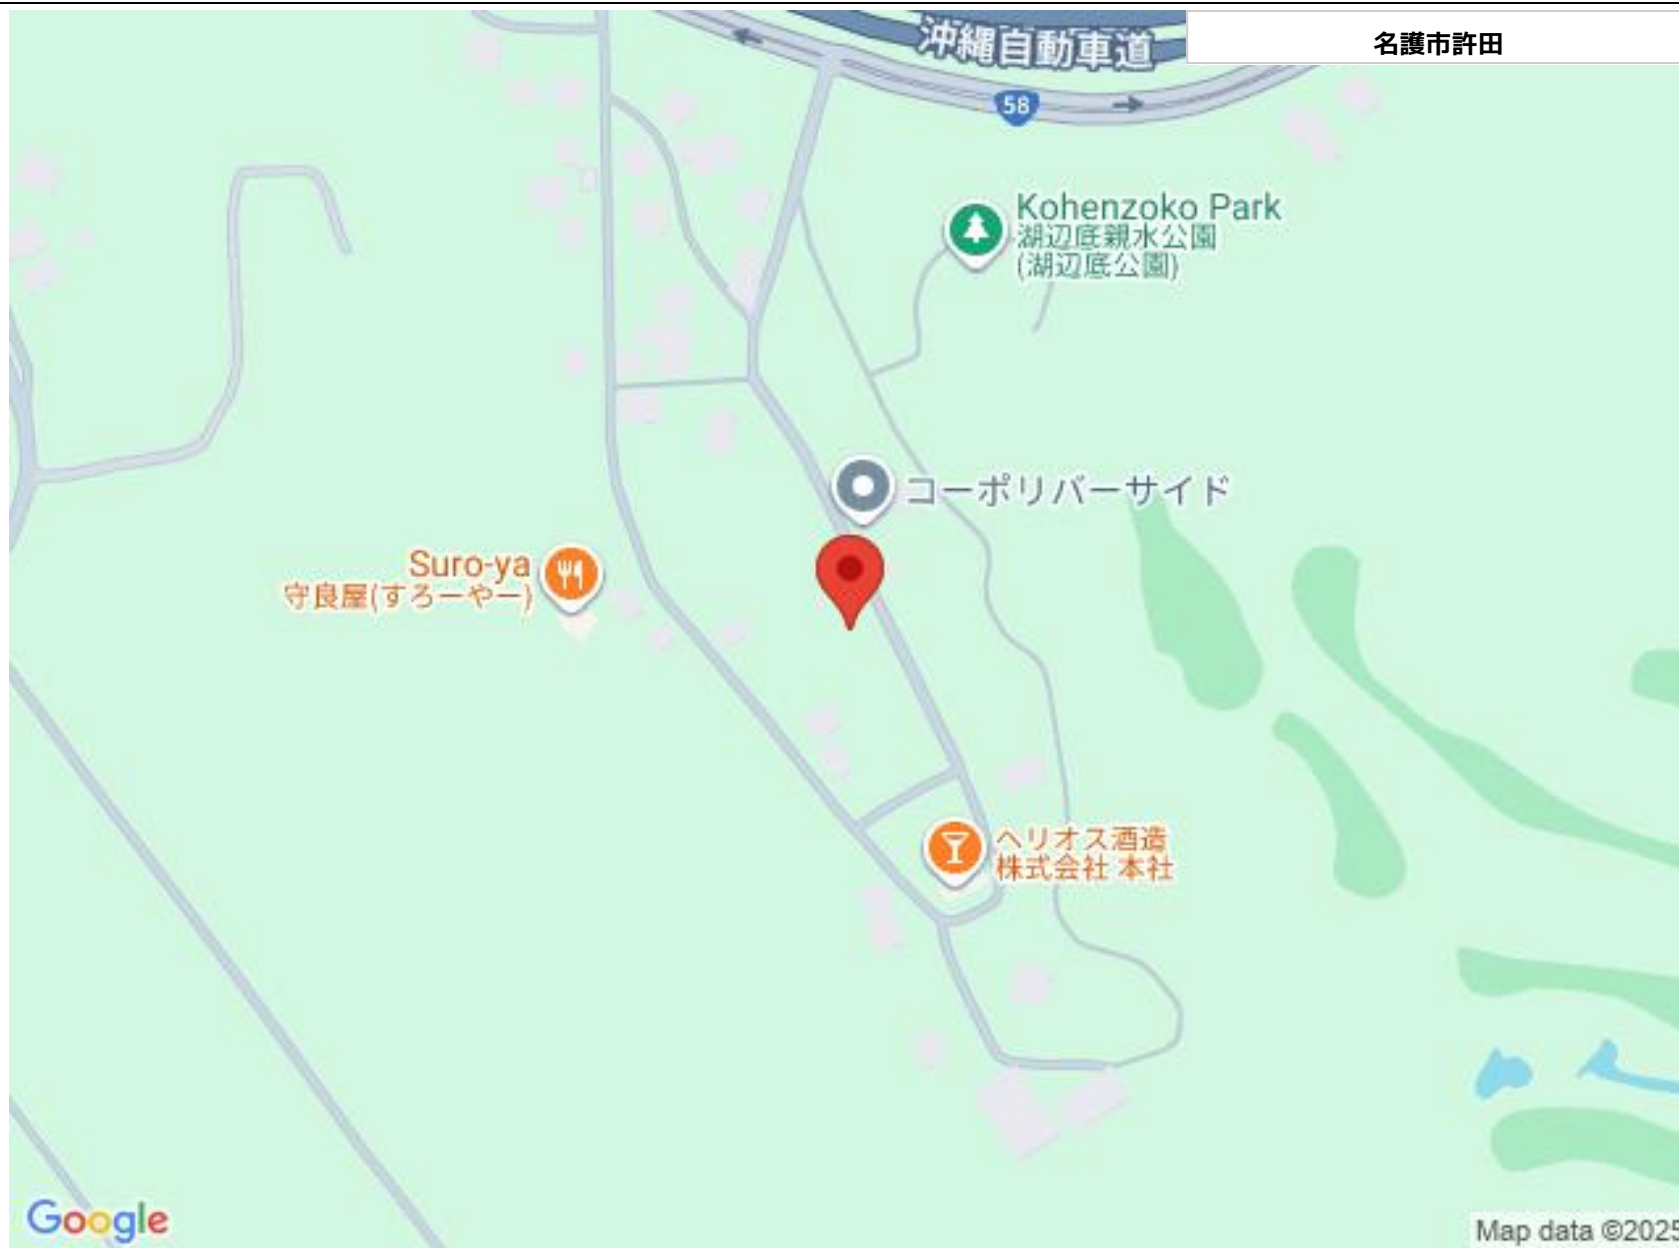 沖縄自動車道
名護市許田
58
Kohenzoko Park
湖辺底親水公園
(湖辺底公園)
コーポリバーサイド
Suro-ya
守良屋(すろーやー)
ヘリオス酒造
株式会社 本社
Google
Map data ©2025